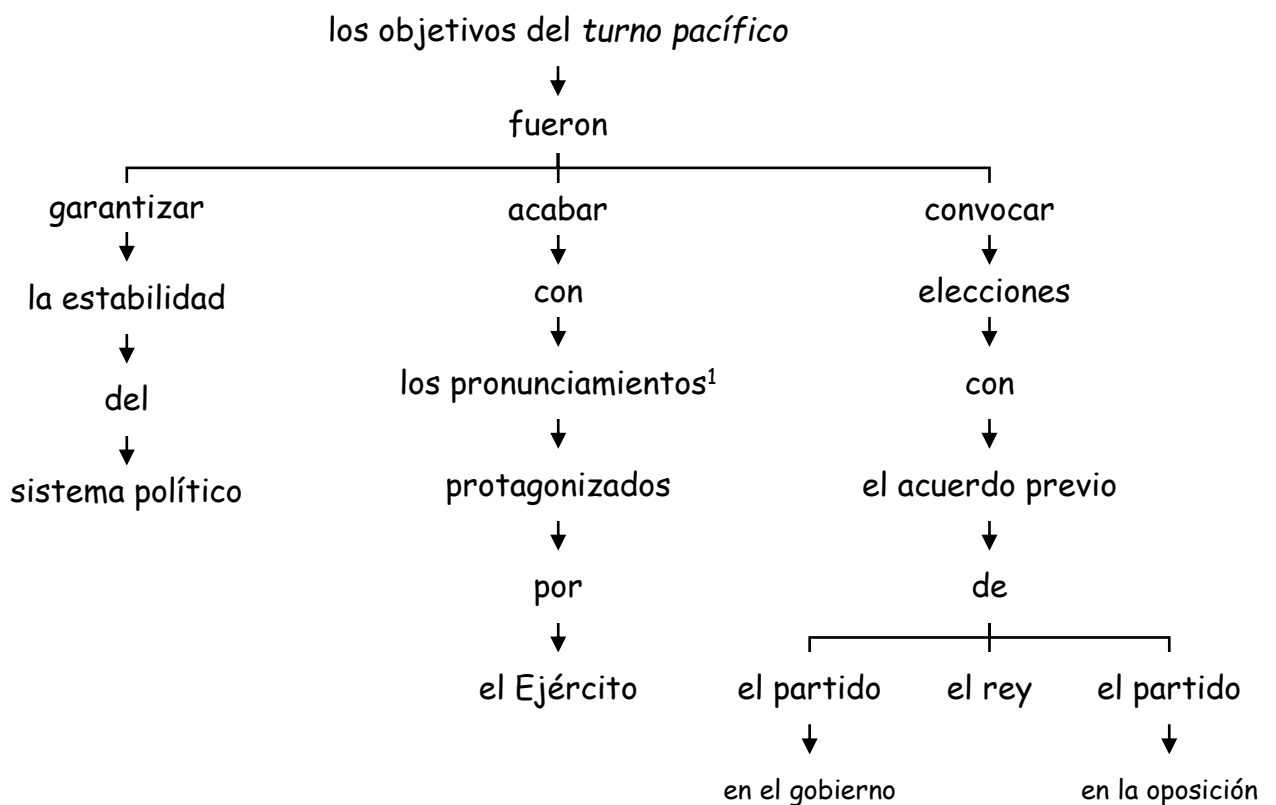 los objetivos del turno pacífico
fueron
garantizar
la estabilidad
del
sistema político
acabar
con
los pronunciamientos¹
protagonizados
por
el Ejército
convocar
elecciones
con
el acuerdo previo
de
el partido
en el gobierno
el rey
el partido
en la oposición